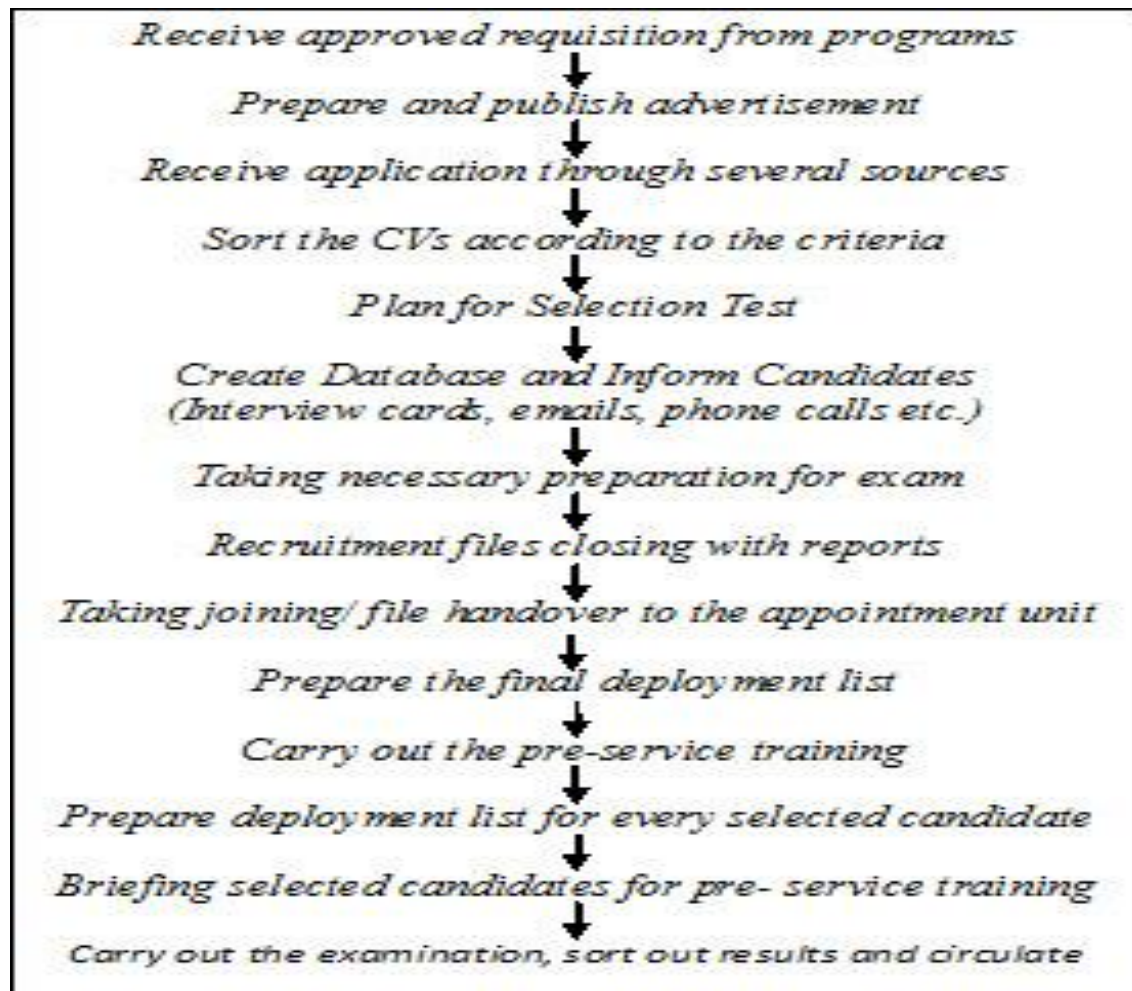 Receive approved requisition from programs
Prepare and publish advertisement
Receive application through several sources
Sort the CVs according to the criteria
Plan for Selection Test
Create Database and Inform Candidates
(Interview cards, emails, phone calls etc.)
Taking necessary preparation for exam
Recruitment files closing with reports
Taking joining/ file handover to the appointment unit
Prepare the final deployment list
Carry out the pre-service training
Prepare deployment list for every selected candidate
Briefing selected candidates for pre- service training
Carry out the examination, sort out results and circulate